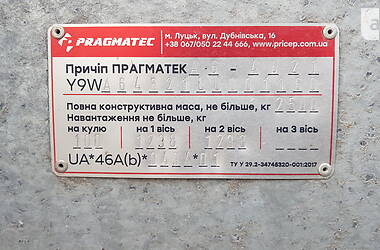 PRAGMATEC
м. Луцьк, вул. Дубнівська, 16
+38 067/050 22 44 666, www.pricep.com.ua
Причіп ПРАГМАТЕК
Y9W
Повна конструктивна маса, не більше, кг
Навантаження не більше, кг
на кулю на 1 вісь на 2 вісь на 3 вісь
UA*46A(b)*
ТУ У 29.2-34746320-001:2017